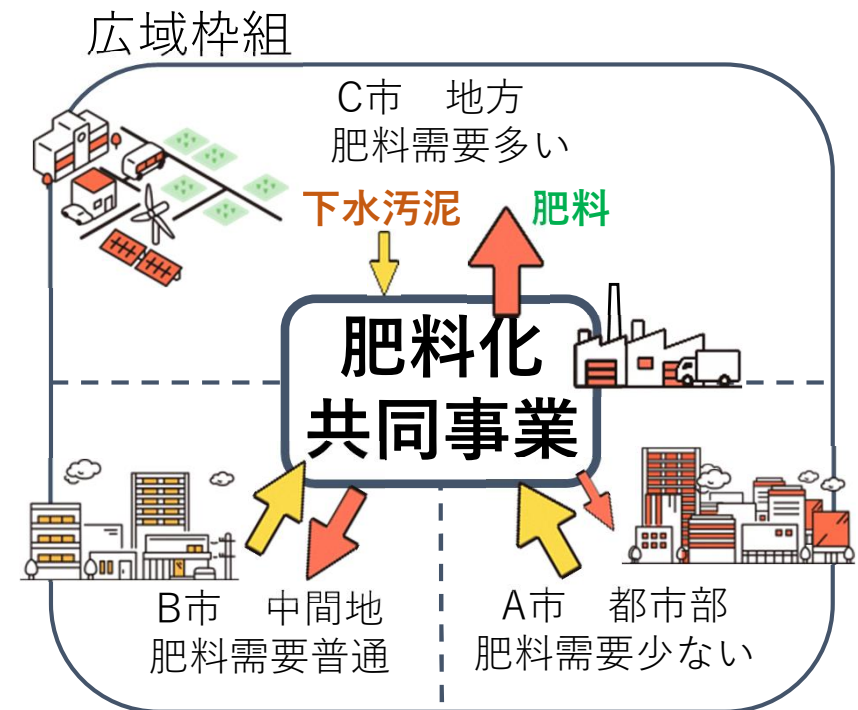 広域枠組
C市　地方
肥料需要多い
下水汚泥　肥料
肥料化
共同事業
B市　中間地
肥料需要普通
A市　都市部
肥料需要少ない